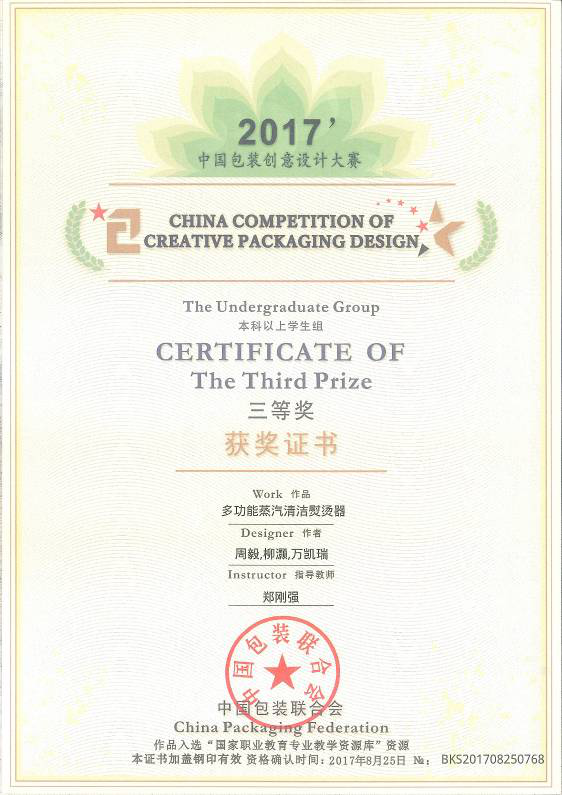 2017’
中国包装创意设计大赛
CHINA COMPETITION OF
CREATIVE PACKAGING DESIGN
The Undergraduate Group
本科以上学生组
CERTIFICATE OF
The Third Prize
三等奖
获奖证书
Work 作品
多功能蒸汽清洁熨烫器
Designer 作者
周毅,柳灏,万凯瑞
Instructor 指导教师
郑刚强
中国包装联合会
中国包装联合会
China Packaging Federation
作品入选“国家职业教育专业教学资源库”资源
本证书加盖钢印有效 资格确认时间：2017年8月25日 №： BKS201708250768